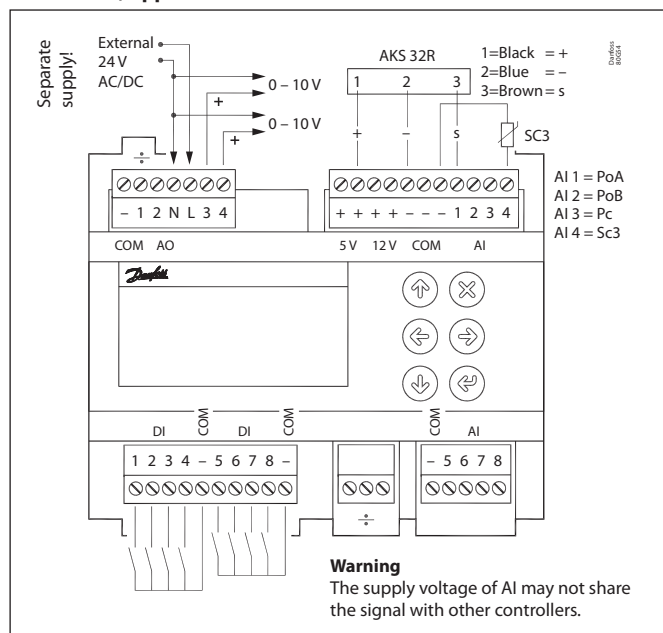 Separate
supply!
External
24 V
AC/DC
0 – 10 V
+
0 – 10 V
+
AKS 32R
1 2 3
1=Black = +
2=Blue = –
3=Brown= s
Danfoss
80G54
+ – s
SC3
÷
– 1 2 N L 3 4
+ + + + – – – 1 2 3 4
AI 1 = PoA
AI 2 = PoB
AI 3 = Pc
AI 4 = Sc3
COM AO
5 V 12 V COM AI
Danfoss
DI COM DI COM
COM AI
1 2 3 4 – 5 6 7 8 –
– 5 6 7 8
÷
Warning
The supply voltage of AI may not share
the signal with other controllers.